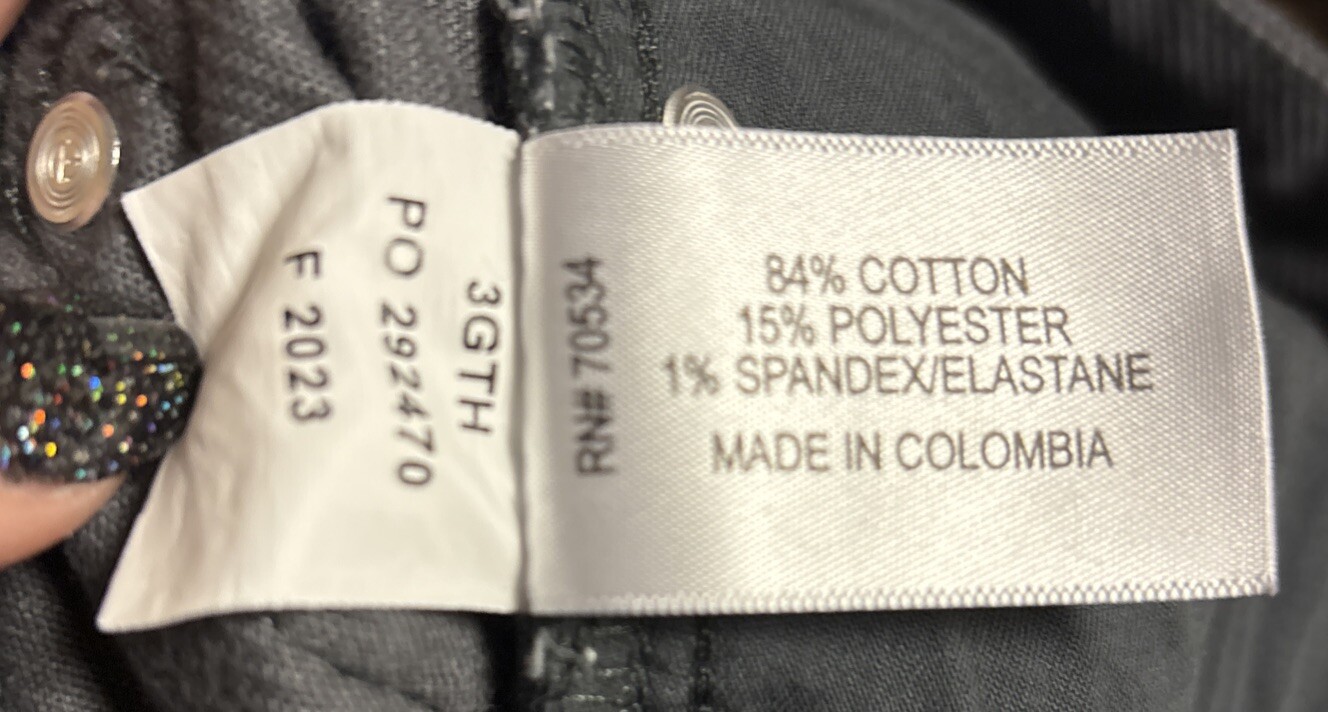 3GTH
PO 292470
F 2023
RN# 70534
84% COTTON
15% POLYESTER
1% SPANDEX/ELASTANE
MADE IN COLOMBIA